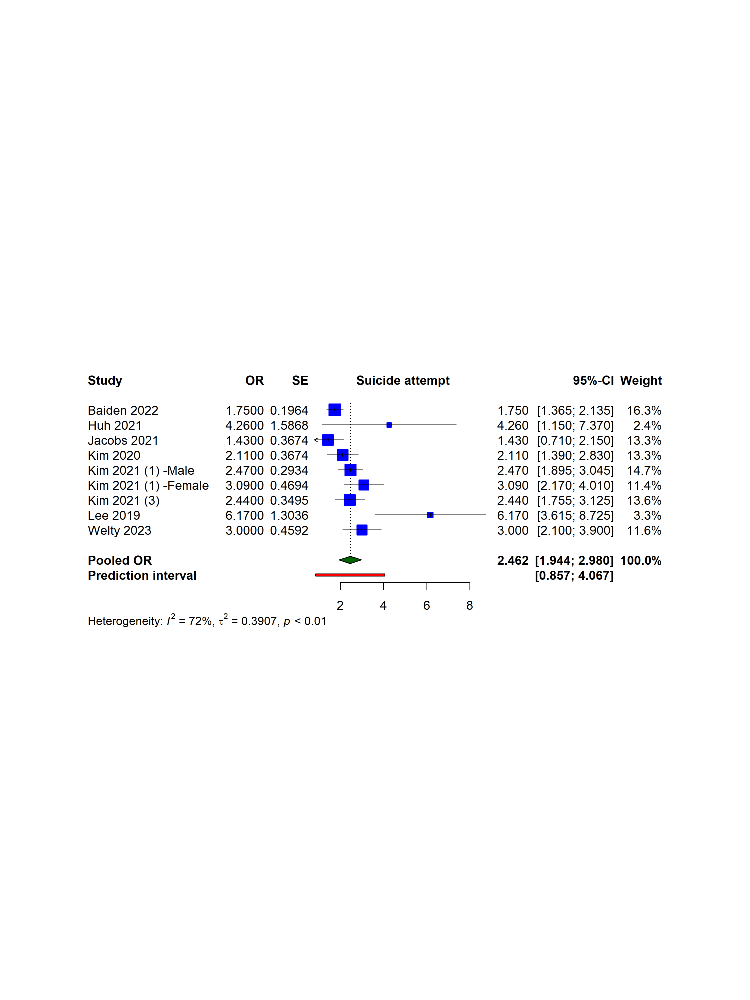 Study OR SE Suicide attempt 95%-CI Weight
Baiden 2022 1.7500 0.1964 1.750 [1.365; 2.135] 16.3%
Huh 2021 4.2600 1.5868 4.260 [1.150; 7.370] 2.4%
Jacobs 2021 1.4300 0.3674 1.430 [0.710; 2.150] 13.3%
Kim 2020 2.1100 0.3674 2.110 [1.390; 2.830] 13.3%
Kim 2021 (1) -Male 2.4700 0.2934 2.470 [1.895; 3.045] 14.7%
Kim 2021 (1) -Female 3.0900 0.4694 3.090 [2.170; 4.010] 11.4%
Kim 2021 (3) 2.4400 0.3495 2.440 [1.755; 3.125] 13.6%
Lee 2019 6.1700 1.3036 6.170 [3.615; 8.725] 3.3%
Welty 2023 3.0000 0.4592 3.000 [2.100; 3.900] 11.6%
Pooled OR 2.462 [1.944; 2.980] 100.0%
Prediction interval [0.857; 4.067]
2 4 6 8
Heterogeneity: I² = 72%, τ² = 0.3907, p < 0.01